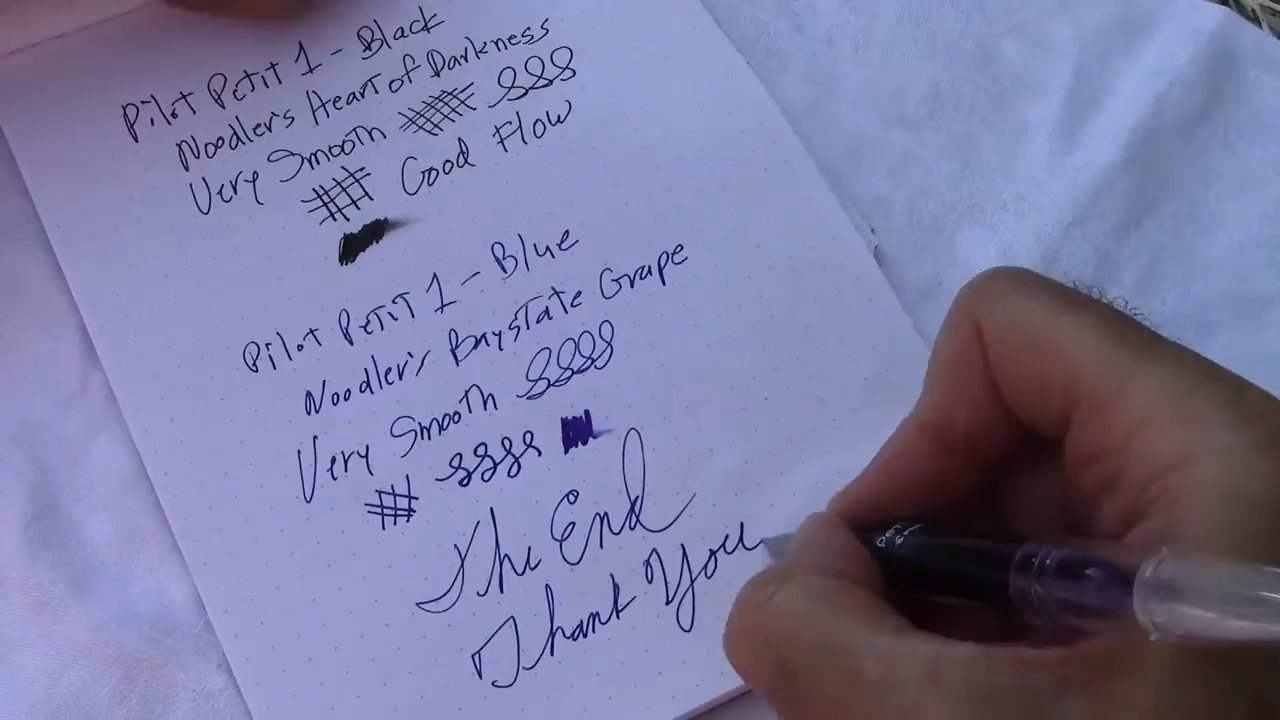 Pilot Petit 1 - Black
Noodler's Heart of Darkness
Very Smooth
Good Flow
Pilot Petit 1 - Blue
Noodler's Baystate Grape
Very Smooth
The End
Thank You